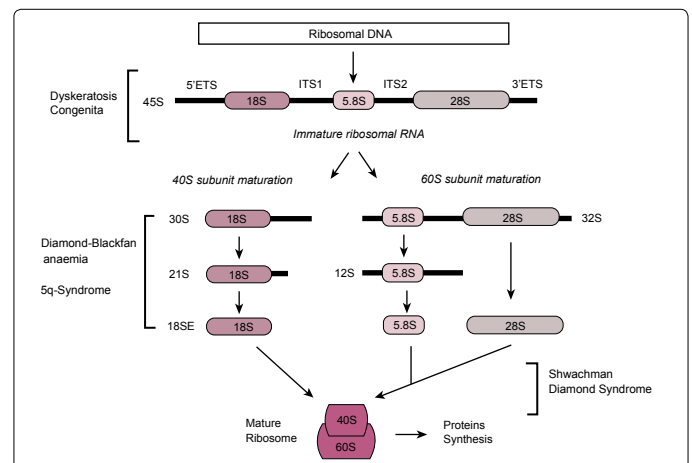 Ribosomal DNA
5'ETS ITS1 ITS2 3'ETS
Dyskeratosis
Congenita
45S 18S 5.8S 28S
Immature ribosomal RNA
40S subunit maturation 60S subunit maturation
30S 18S 5.8S 28S 32S
Diamond-Blackfan
anaemia
21S 18S 12S 5.8S
5q-Syndrome
18SE 18S 5.8S 28S
Shwachman
Diamond Syndrome
Mature
Ribosome
40S
60S
Proteins
Synthesis